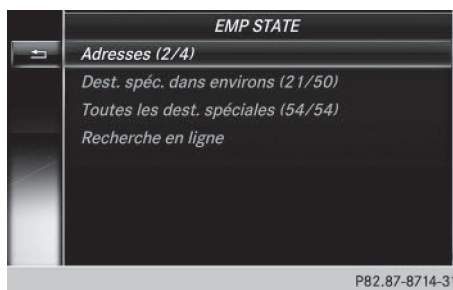 EMP STATE
Adresses (2/4)
Dest. spéc. dans environs (21/50)
Toutes les dest. spéciales (54/54)
Recherche en ligne
P82.87-8714-31